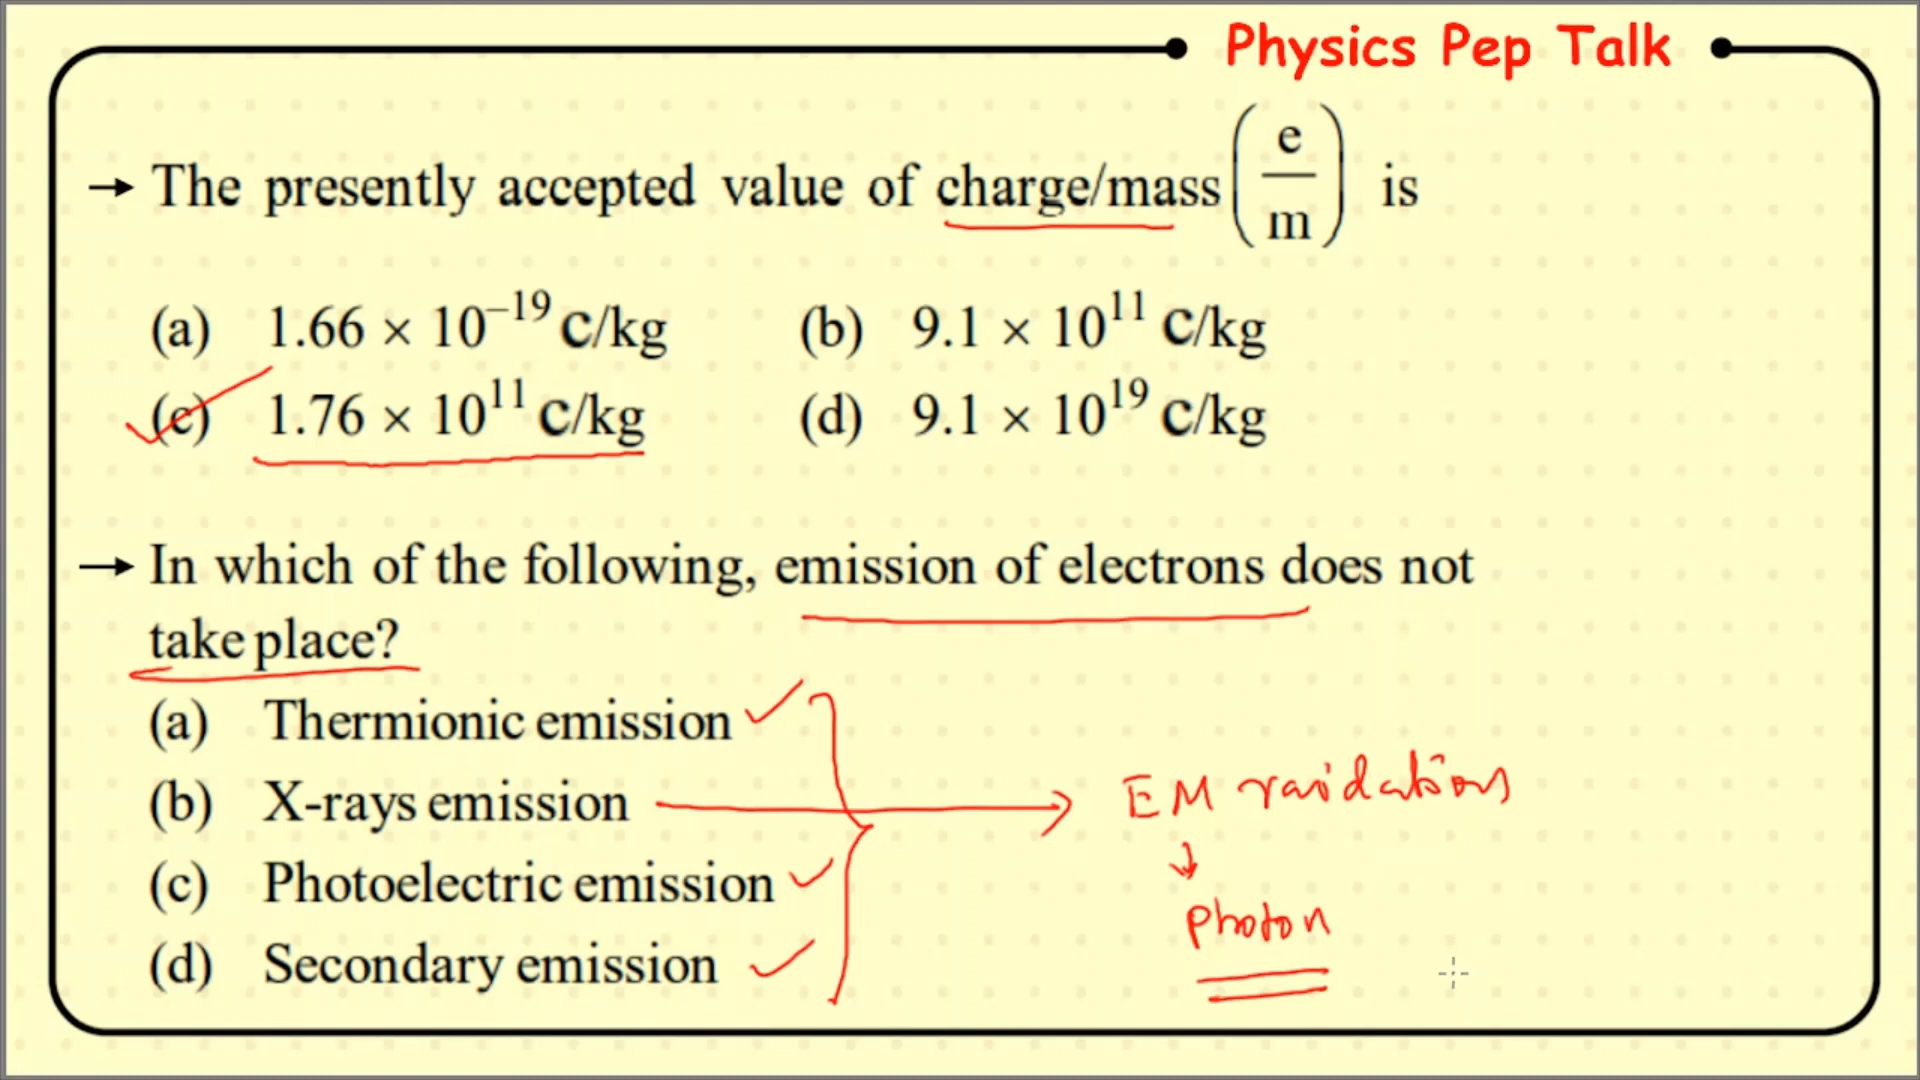 Physics Pep Talk
→ The presently accepted value of charge/mass (e/m) is
(a) 1.66 × 10⁻¹⁹ C/kg (b) 9.1 × 10¹¹ C/kg
(c) 1.76 × 10¹¹ C/kg (d) 9.1 × 10¹⁹ C/kg
→ In which of the following, emission of electrons does not
take place?
(a) Thermionic emission
(b) X-rays emission → EM raidations
↓
(c) Photoelectric emission
photon
(d) Secondary emission